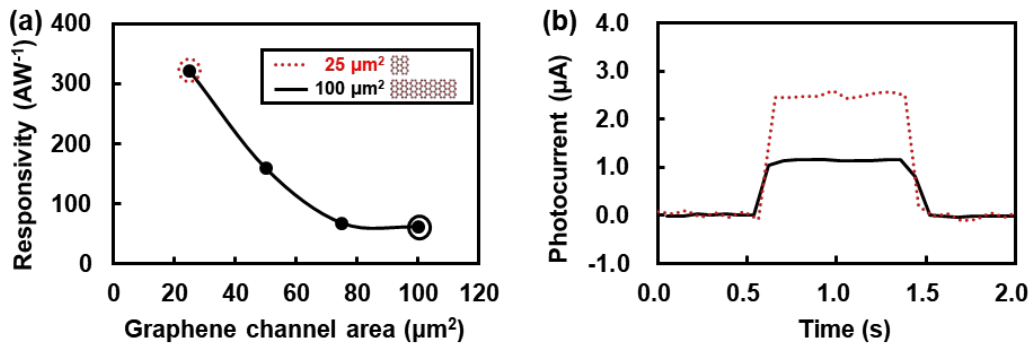 (a)
Responsivity (AW⁻¹)
400
300
200
100
0
25 µm²
100 µm²
0 20 40 60 80 100 120
Graphene channel area (µm²)
(b)
Photocurrent (µA)
4.0
3.0
2.0
1.0
0.0
-1.0
0.0 0.5 1.0 1.5 2.0
Time (s)